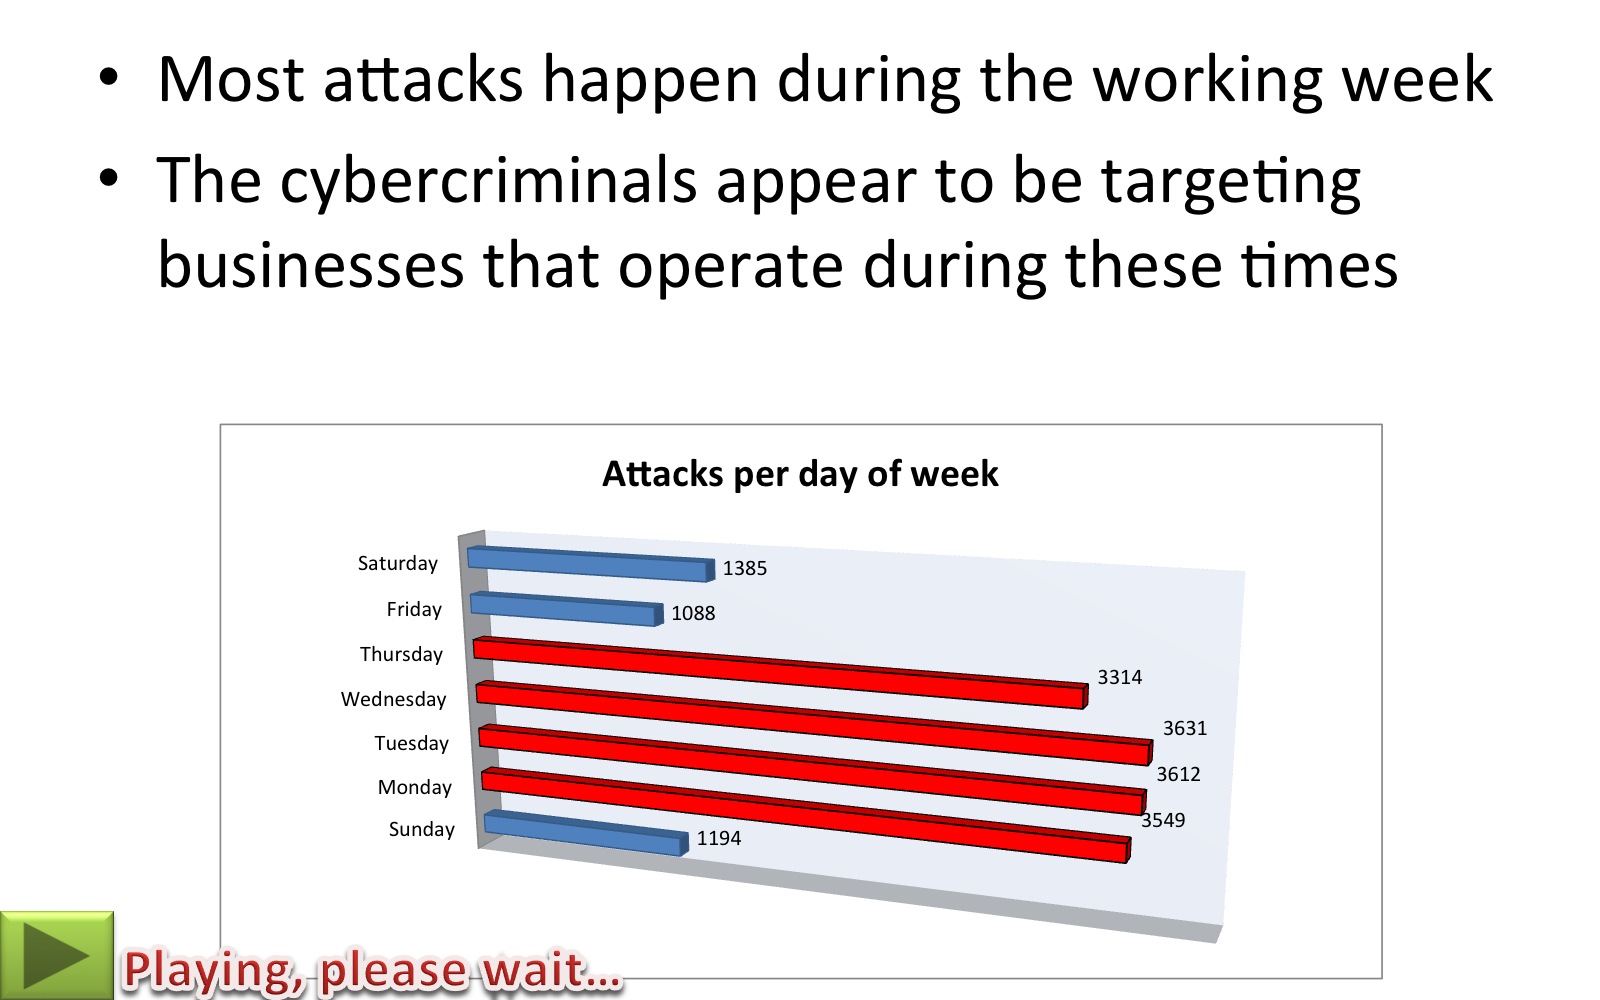 • Most attacks happen during the working week
• The cybercriminals appear to be targeting
businesses that operate during these times
Attacks per day of week
Saturday 1385
Friday 1088
Thursday 3314
Wednesday 3631
Tuesday 3612
Monday 3549
Sunday 1194
Playing, please wait...